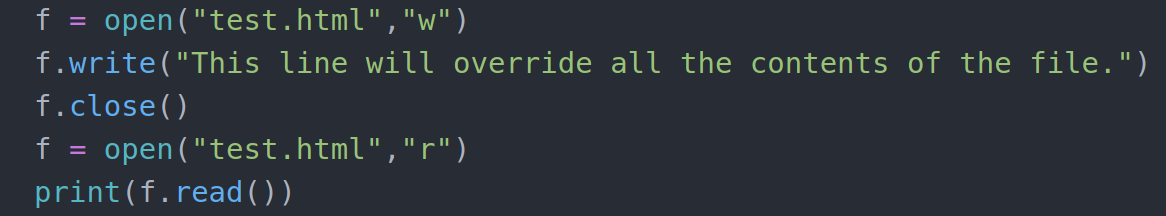 f = open("test.html","w")
f.write("This line will override all the contents of the file.")
f.close()
f = open("test.html","r")
print(f.read())